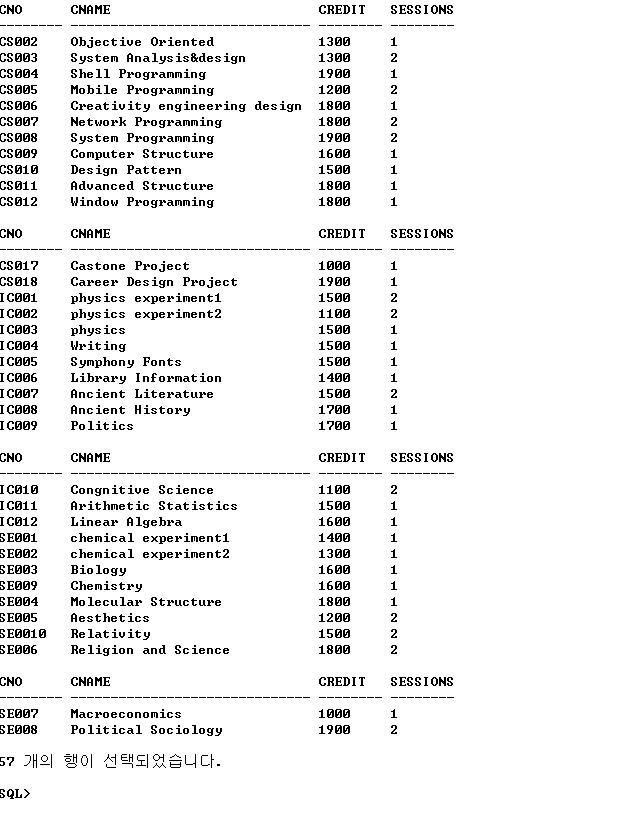 CNO CNAME CREDIT SESSIONS
-------- ------------------------------ -------- --------
CS002 Objective Oriented 1300 1
CS003 System Analysis&design 1300 2
CS004 Shell Programming 1900 1
CS005 Mobile Programming 1200 2
CS006 Creativity engineering design 1800 1
CS007 Network Programming 1800 2
CS008 System Programming 1900 2
CS009 Computer Structure 1600 1
CS010 Design Pattern 1500 1
CS011 Advanced Structure 1800 1
CS012 Window Programming 1800 1
CNO CNAME CREDIT SESSIONS
-------- ------------------------------ -------- --------
CS017 Castone Project 1000 1
CS018 Career Design Project 1900 1
IC001 physics experiment1 1500 2
IC002 physics experiment2 1100 2
IC003 physics 1500 1
IC004 Writing 1500 1
IC005 Symphony Fonts 1500 1
IC006 Library Information 1400 1
IC007 Ancient Literature 1500 2
IC008 Ancient History 1700 1
IC009 Politics 1700 1
CNO CNAME CREDIT SESSIONS
-------- ------------------------------ -------- --------
IC010 Congnitive Science 1100 2
IC011 Arithmetic Statistics 1500 1
IC012 Linear Algebra 1600 1
SE001 chemical experiment1 1400 1
SE002 chemical experiment2 1300 1
SE003 Biology 1600 1
SE009 Chemistry 1600 1
SE004 Molecular Structure 1800 1
SE005 Aesthetics 1200 2
SE0010 Relativity 1500 2
SE006 Religion and Science 1800 2
CNO CNAME CREDIT SESSIONS
-------- ------------------------------ -------- --------
SE007 Macroeconomics 1000 1
SE008 Political Sociology 1900 2
57 개의 행이 선택되었습니다.
SQL>